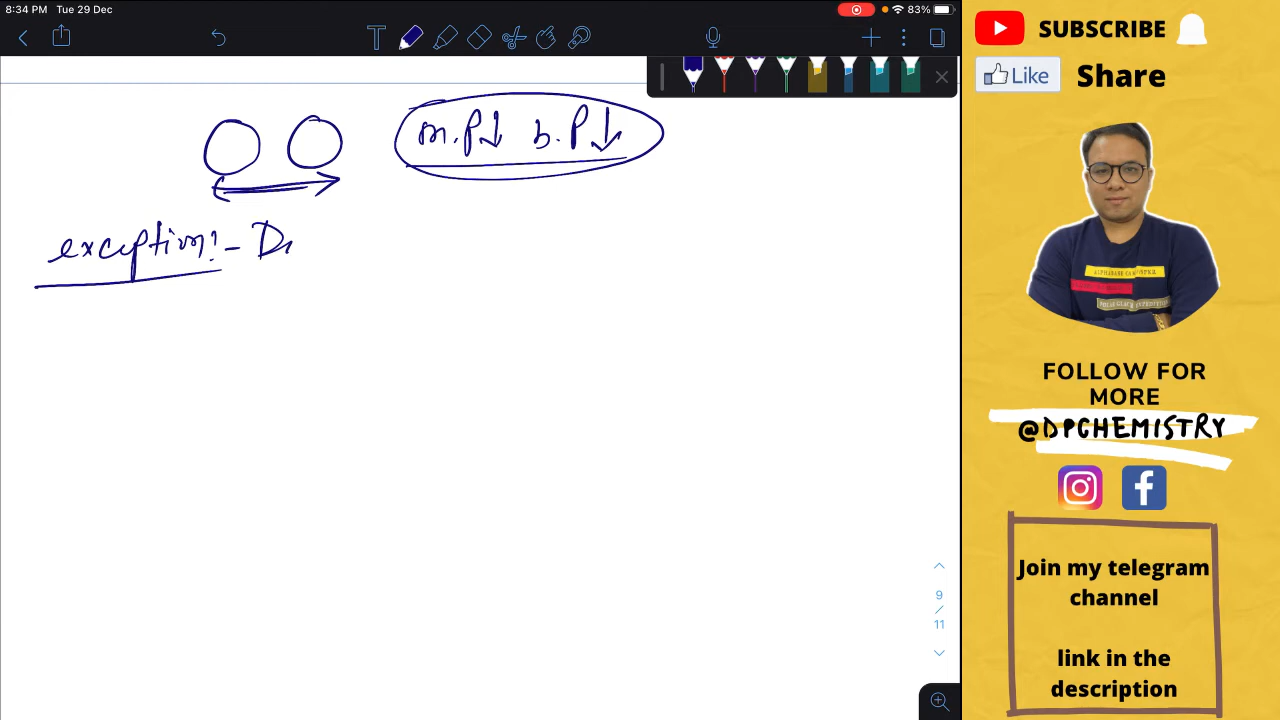 8:34 PM Tue 29 Dec
83%
m.P↓ b.P↓
exception:-
9
/
11
SUBSCRIBE
Like
Share
FOLLOW FOR
MORE
@DPCHEMISTRY
Join my telegram
channel
link in the
description